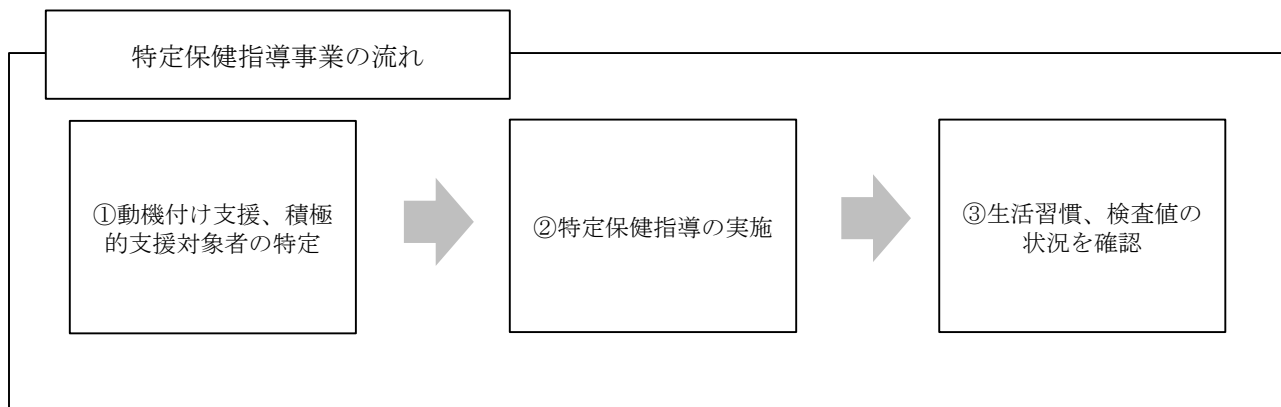 特定保健指導事業の流れ
①動機付け支援、積極
的支援対象者の特定
②特定保健指導の実施
③生活習慣、検査値の
状況を確認